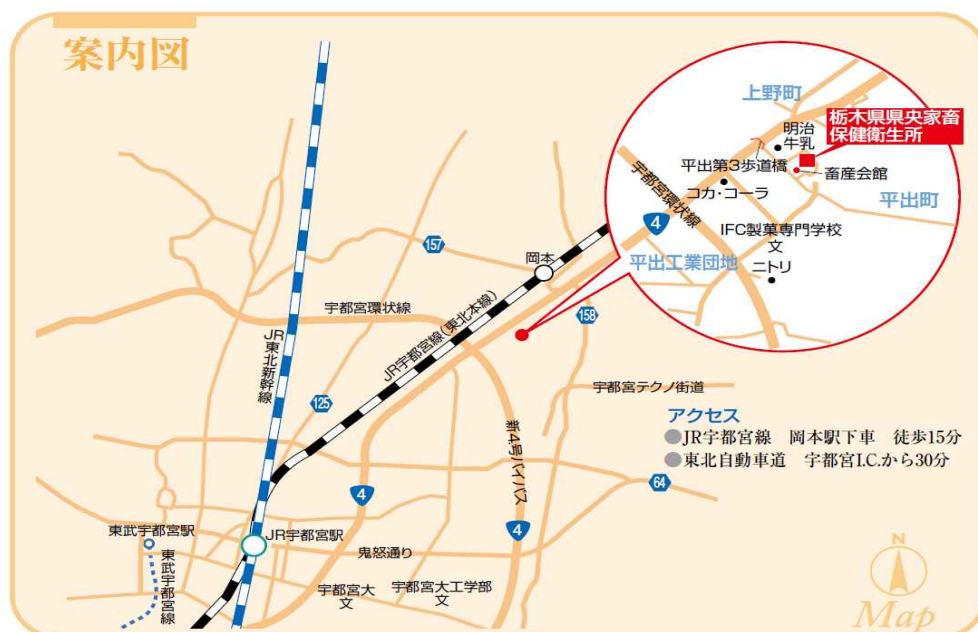 案内図
上野町
栃木県県央家畜
保健衛生所
明治
牛乳
平出第3歩道橋
畜産会館
コカ・コーラ
宇都宮環状線
平出町
4
IFC製菓専門学校
文
平出工業団地
ニトリ
157
岡本
宇都宮環状線
JR宇都宮線(東北本線)
158
JR東北新幹線
125
宇都宮テクノ街道
アクセス
●JR宇都宮線 岡本駅下車 徒歩15分
●東北自動車道 宇都宮I.C.から30分
新4号バイパス
64
4
4
東武宇都宮駅
JR宇都宮駅
鬼怒通り
東武宇都宮線
宇都宮大
文
宇都宮大工学部
文
N
Map